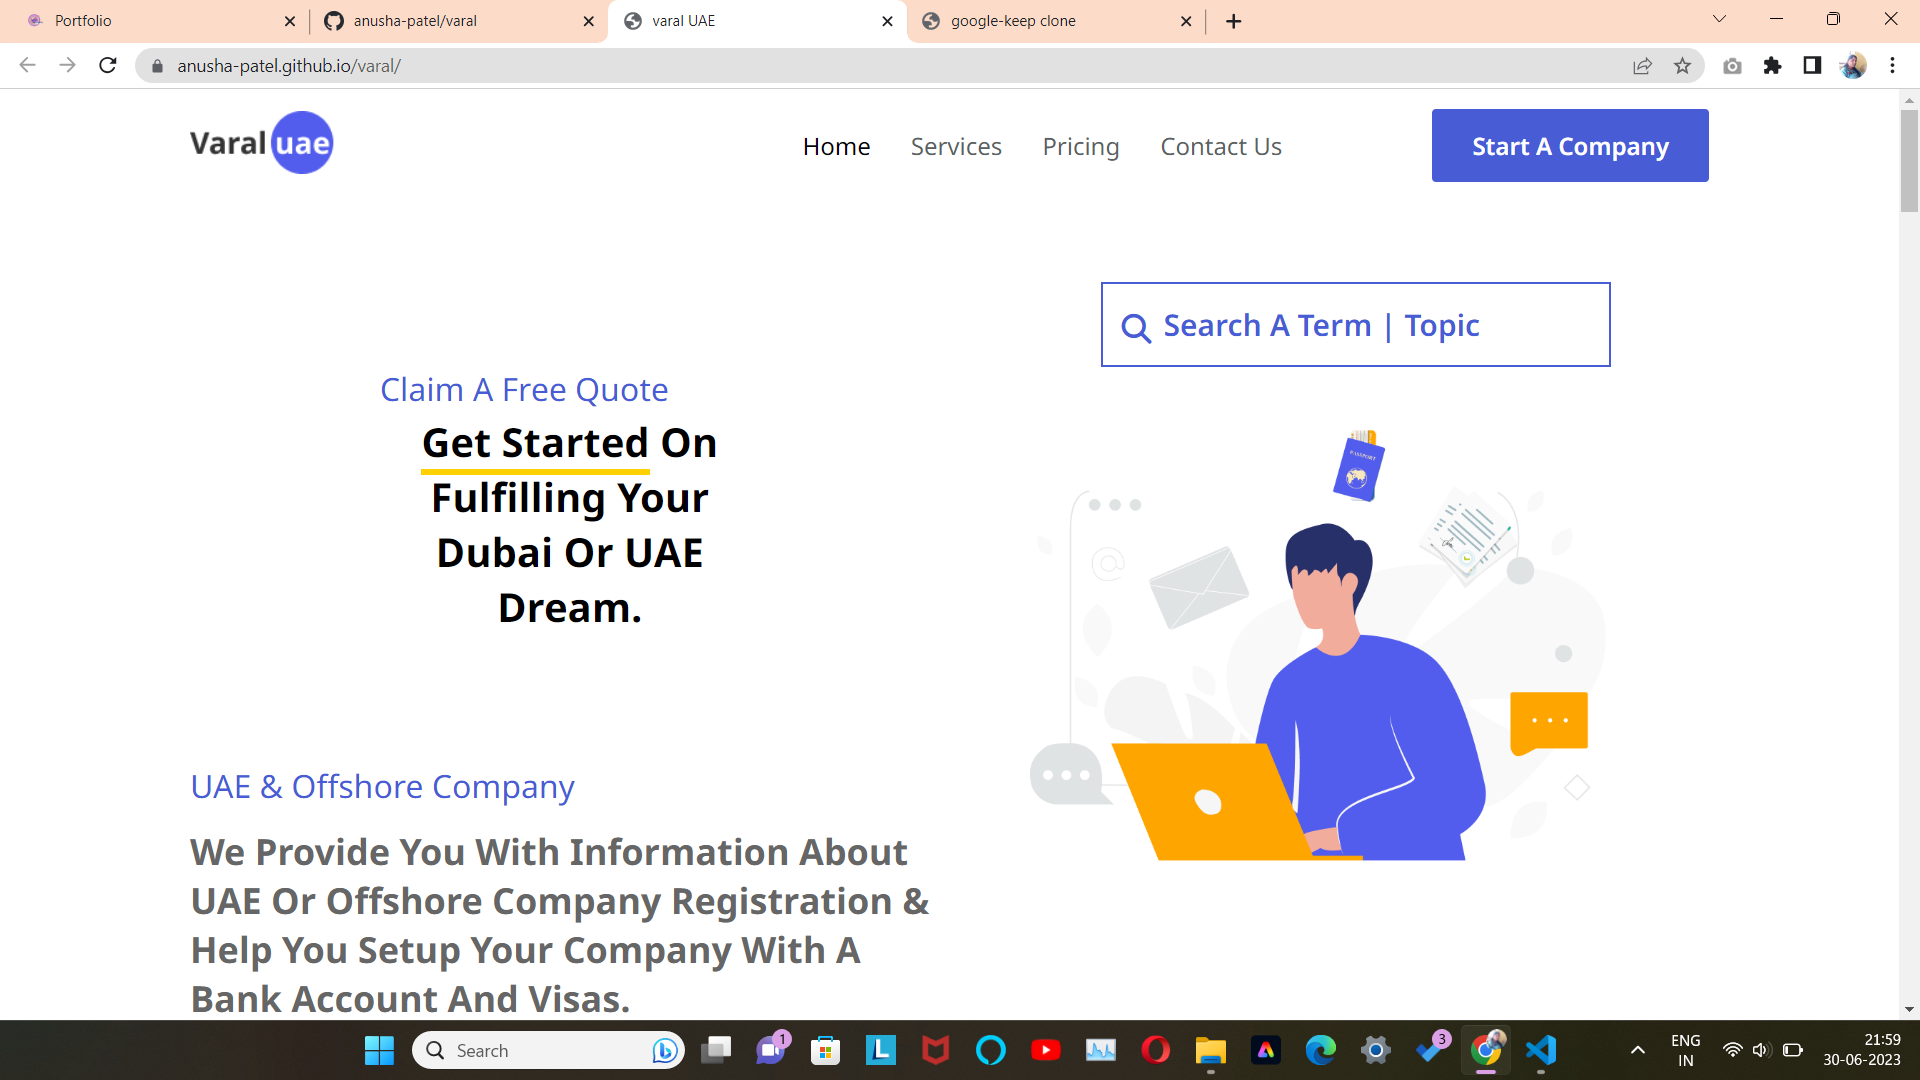 Portfolio
anusha-patel/varal
varal UAE
google-keep clone
anusha-patel.github.io/varal/
Varal uae
Home
Services
Pricing
Contact Us
Start A Company
Search A Term | Topic
Claim A Free Quote
Get Started On
Fulfilling Your
Dubai Or UAE
Dream.
PASSPORT
@
UAE & Offshore Company
We Provide You With Information About
UAE Or Offshore Company Registration &
Help You Setup Your Company With A
Bank Account And Visas.
Search
1
3
ENG
IN
21:59
30-06-2023